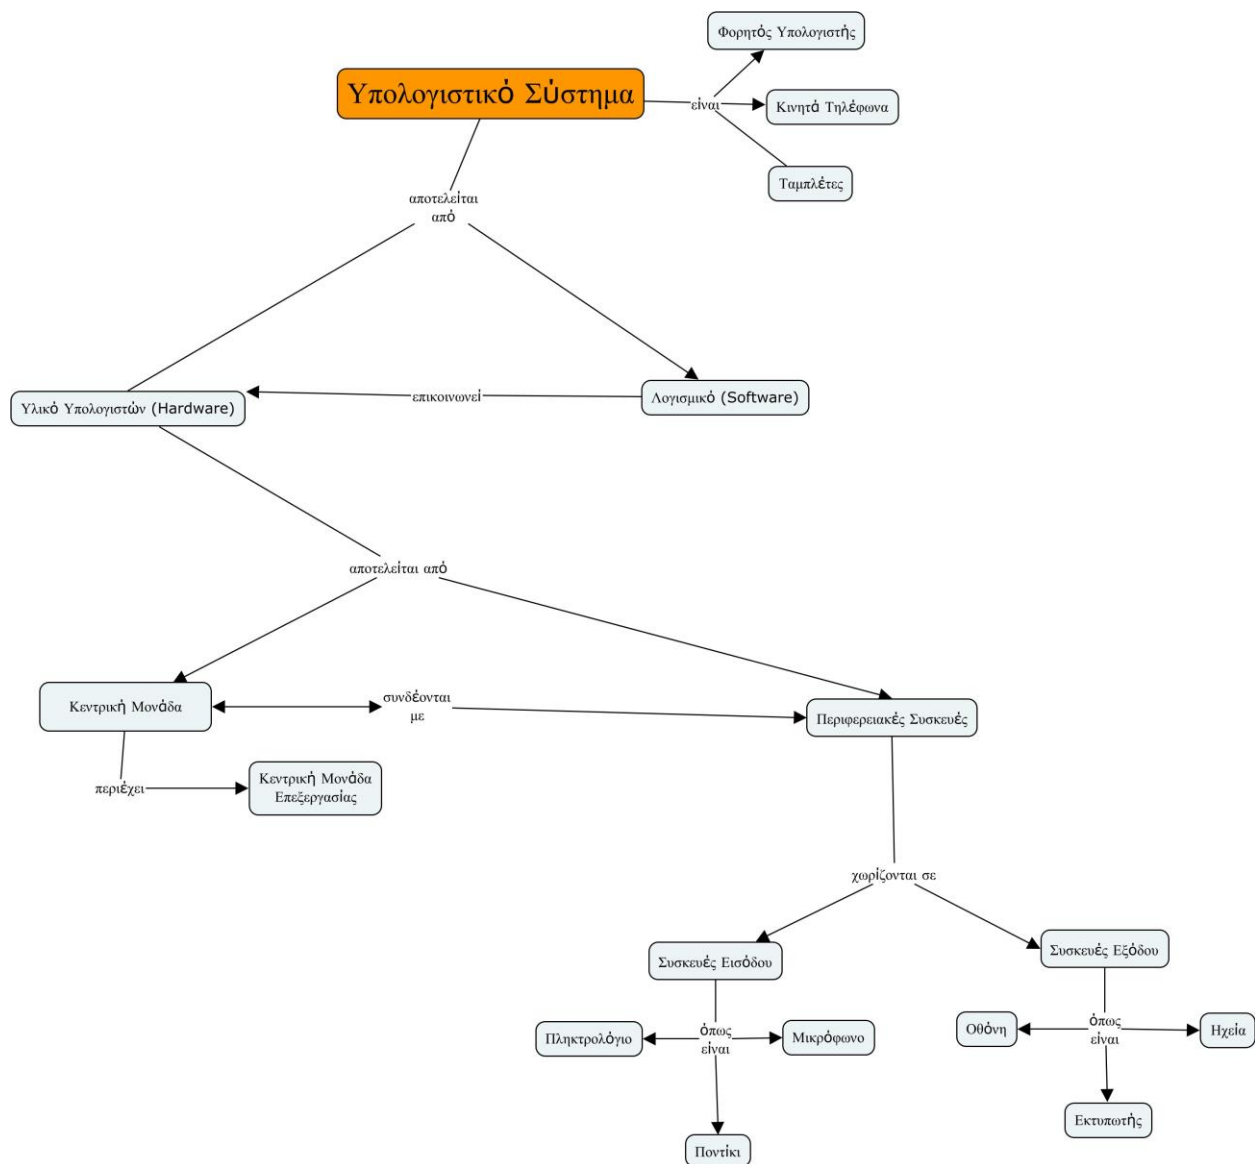 Φορητός Υπολογιστής
Υπολογιστικό Σύστημα
είναι
Κινητά Τηλέφωνα
Ταμπλέτες
αποτελείται
από
Υλικό Υπολογιστών (Hardware)
επικοινωνεί
Λογισμικό (Software)
αποτελείται από
Κεντρική Μονάδα
συνδέονται
με
Περιφερειακές Συσκευές
περιέχει
Κεντρική Μονάδα
Επεξεργασίας
χωρίζονται σε
Συσκευές Εισόδου
Συσκευές Εξόδου
Πληκτρολόγιο
όπως
είναι
Μικρόφωνο
Οθόνη
όπως
είναι
Ηχεία
Ποντίκι
Εκτυπωτής